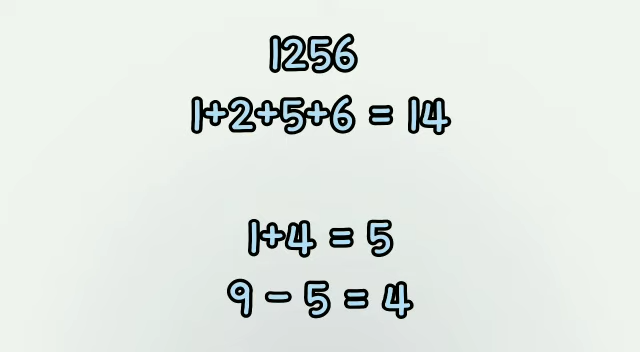 1256
1+2+5+6 = 14
1+4 = 5
9 - 5 = 4